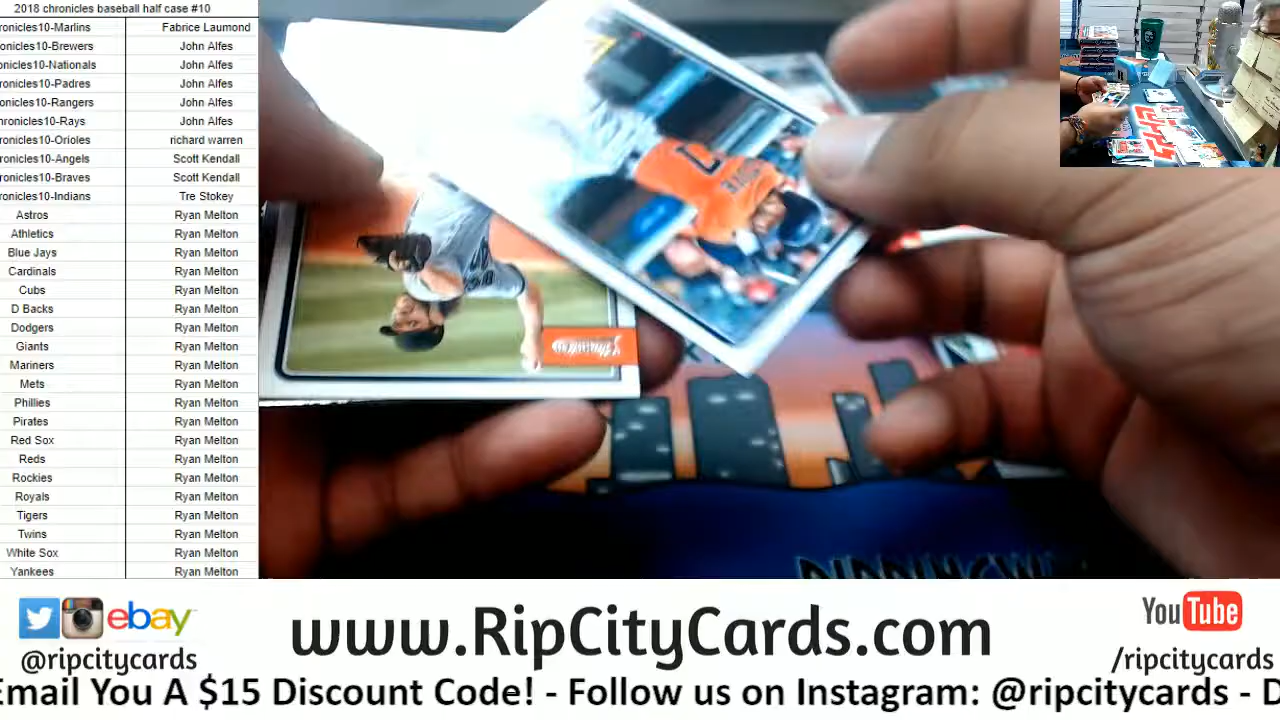 2018 chronicles baseball half case #10
ronicles10-Marlins Fabrice Laumond
onicles10-Brewers John Alfes
onicles10-Nationals John Alfes
onicles10-Padres John Alfes
onicles10-Rangers John Alfes
hronicles10-Rays John Alfes
onicles10-Orioles richard warren
ronicles10-Angels Scott Kendall
ronicles10-Braves Scott Kendall
ronicles10-Indians Tre Stokey
Astros Ryan Melton
Athletics Ryan Melton
Blue Jays Ryan Melton
Cardinals Ryan Melton
Cubs Ryan Melton
D Backs Ryan Melton
Dodgers Ryan Melton
Giants Ryan Melton
Mariners Ryan Melton
Mets Ryan Melton
Phillies Ryan Melton
Pirates Ryan Melton
Red Sox Ryan Melton
Reds Ryan Melton
Rockies Ryan Melton
Royals Ryan Melton
Tigers Ryan Melton
Twins Ryan Melton
White Sox Ryan Melton
Yankees Ryan Melton
ebay
@ripcitycards
www.RipCityCards.com
YouTube
/ripcitycards
Email You A $15 Discount Code! - Follow us on Instagram: @ripcitycards - D